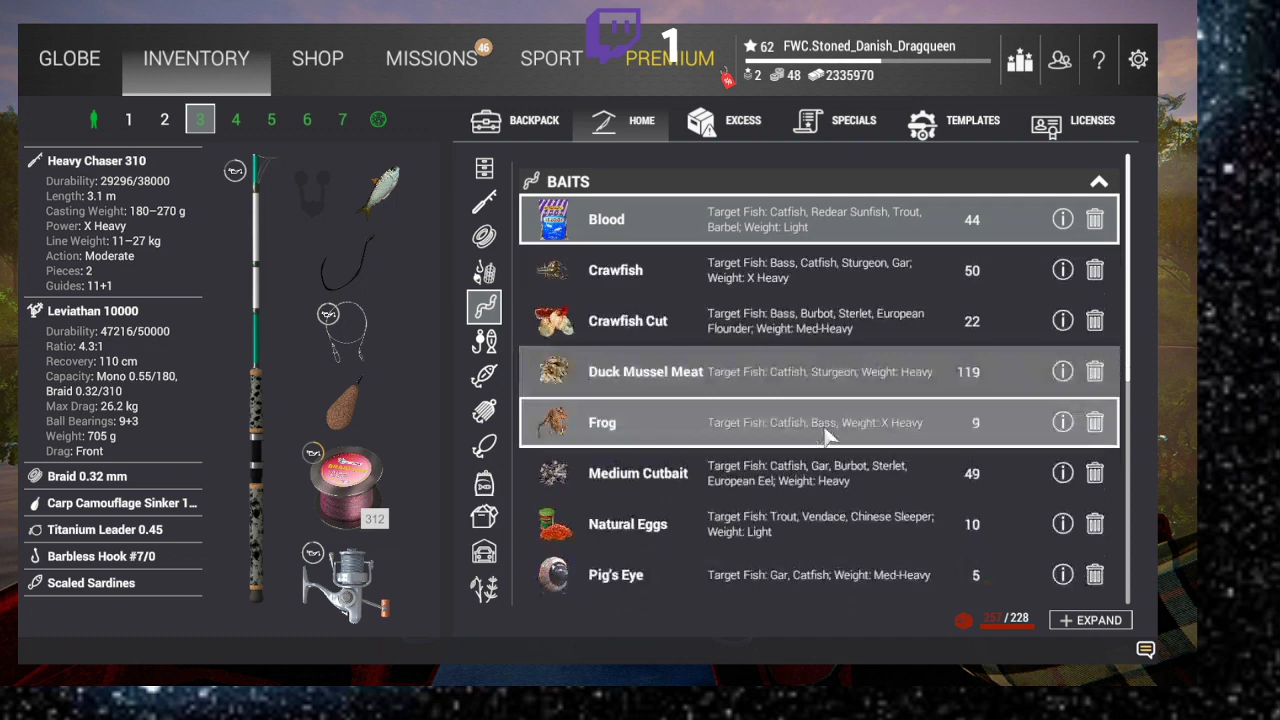 GLOBE
INVENTORY
SHOP
MISSIONS
46
SPORT
PREMIUM
1
62 FWC.Stoned_Danish_Dragqueen
2 48 2335970
?
1 2 3 4 5 6 7
BACKPACK
HOME
EXCESS
SPECIALS
TEMPLATES
LICENSES
Heavy Chaser 310
Durability: 29296/38000
Length: 3.1 m
Casting Weight: 180–270 g
Power: X Heavy
Line Weight: 11–27 kg
Action: Moderate
Pieces: 2
Guides: 11+1
Leviathan 10000
Durability: 47216/50000
Ratio: 4.3:1
Recovery: 110 cm
Capacity: Mono 0.55/180,
Braid 0.32/310
Max Drag: 26.2 kg
Ball Bearings: 9+3
Weight: 705 g
Drag: Front
Braid 0.32 mm
Carp Camouflage Sinker 1...
Titanium Leader 0.45
Barbless Hook #7/0
Scaled Sardines
312
BAITS
Blood
Target Fish: Catfish, Redear Sunfish, Trout,
Barbel; Weight: Light
44
Crawfish
Target Fish: Bass, Catfish, Sturgeon, Gar;
Weight: X Heavy
50
Crawfish Cut
Target Fish: Bass, Burbot, Sterlet, European
Flounder; Weight: Med-Heavy
22
Duck Mussel Meat
Target Fish: Catfish, Sturgeon; Weight: Heavy
119
Frog
Target Fish: Catfish, Bass, Weight: X Heavy
9
Medium Cutbait
Target Fish: Catfish, Gar, Burbot, Sterlet,
European Eel; Weight: Heavy
49
Natural Eggs
Target Fish: Trout, Vendace, Chinese Sleeper;
Weight: Light
10
Pig's Eye
Target Fish: Gar, Catfish; Weight: Med-Heavy
5
257/228
+ EXPAND